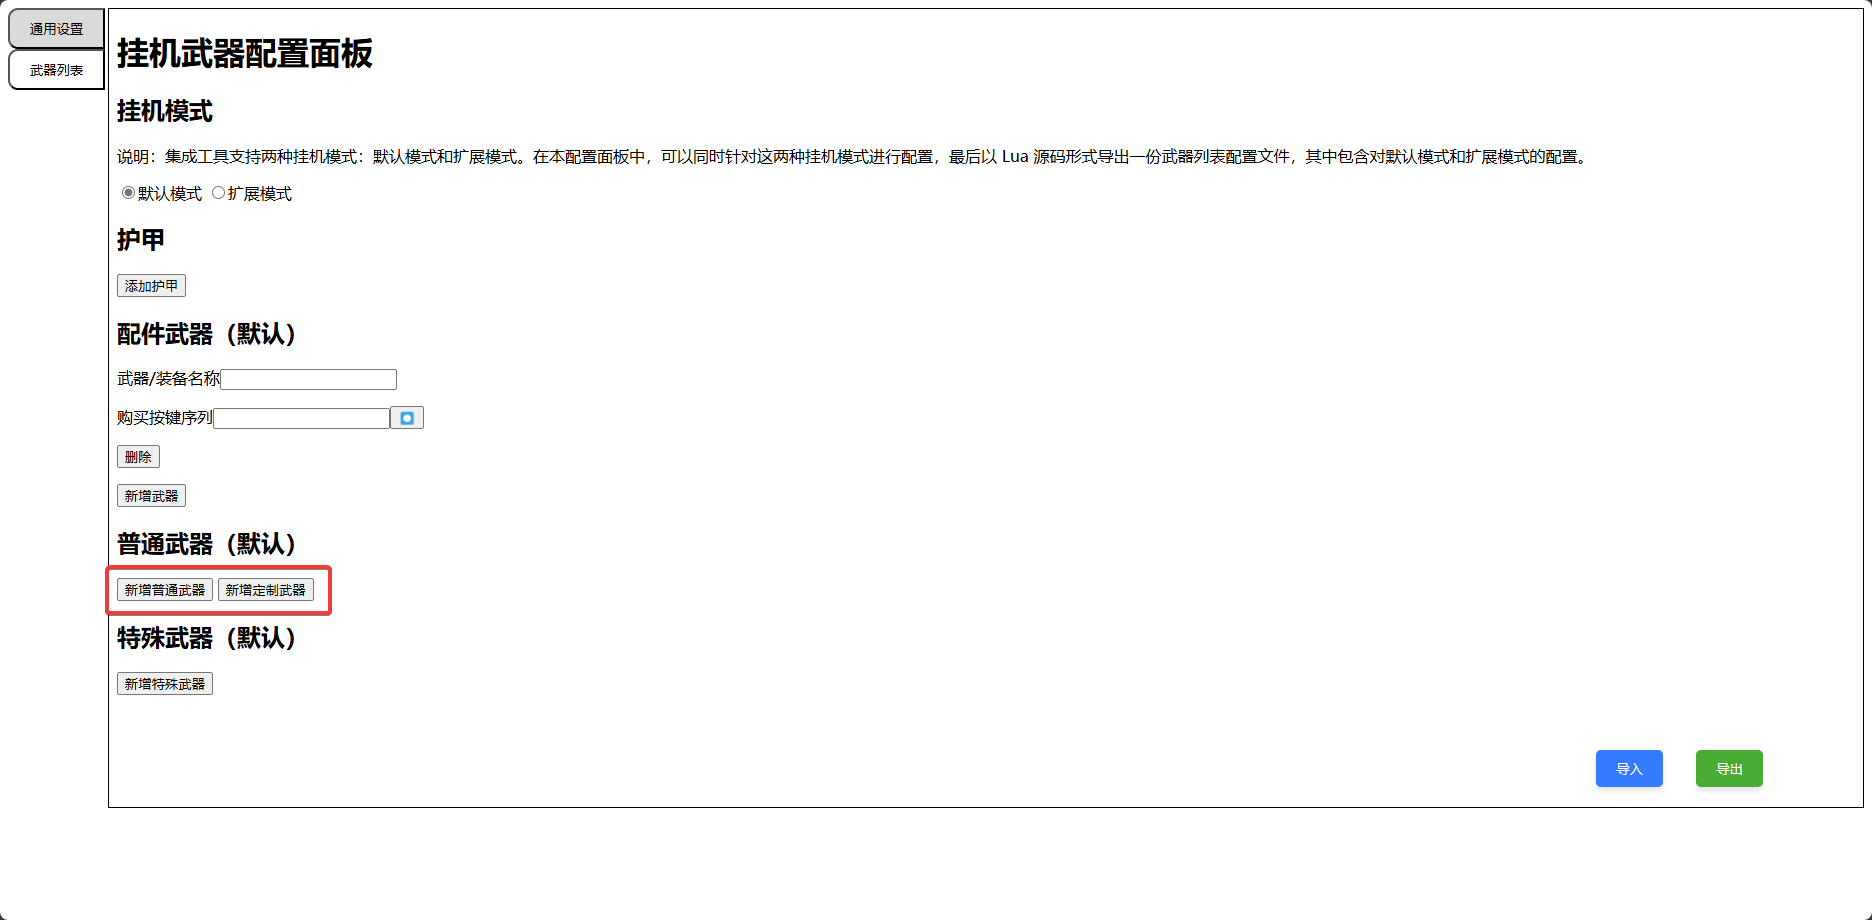 通用设置
武器列表
挂机武器配置面板
挂机模式
说明：集成工具支持两种挂机模式：默认模式和扩展模式。在本配置面板中，可以同时针对这两种挂机模式进行配置，最后以 Lua 源码形式导出一份武器列表配置文件，其中包含对默认模式和扩展模式的配置。
默认模式 扩展模式
护甲
添加护甲
配件武器（默认）
武器/装备名称
购买按键序列
删除
新增武器
普通武器（默认）
新增普通武器 新增定制武器
特殊武器（默认）
新增特殊武器
导入 导出